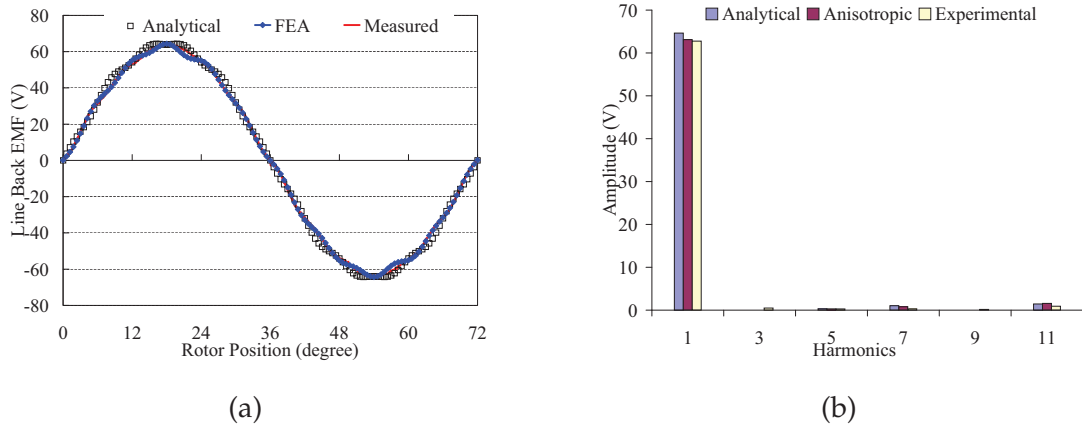 Analytical FEA Measured
Line Back EMF (V)
80
60
40
20
0
-20
-40
-60
-80
0 12 24 36 48 60 72
Rotor Position (degree)
(a)
Analytical Anisotropic Experimental
Amplitude (V)
70
60
50
40
30
20
10
0
1 3 5 7 9 11
Harmonics
(b)